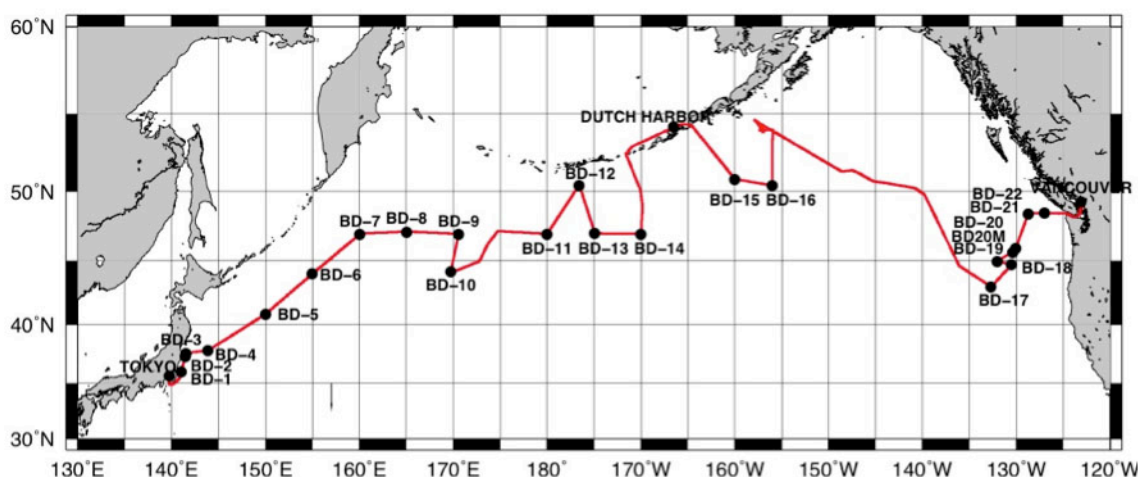 60°N
DUTCH HARBOR
50°N
BD-12
BD-15 BD-16
BD-22
VANCOUVER
BD-21
BD-20
BD20M
BD-19
BD-18
BD-17
BD-7 BD-8 BD-9
BD-11 BD-13 BD-14
BD-10
BD-6
BD-5
40°N
BD-3
BD-4
TOKYO
BD-2
BD-1
30°N
130°E 140°E 150°E 160°E 170°E 180° 170°W 160°W 150°W 140°W 130°W 120°W